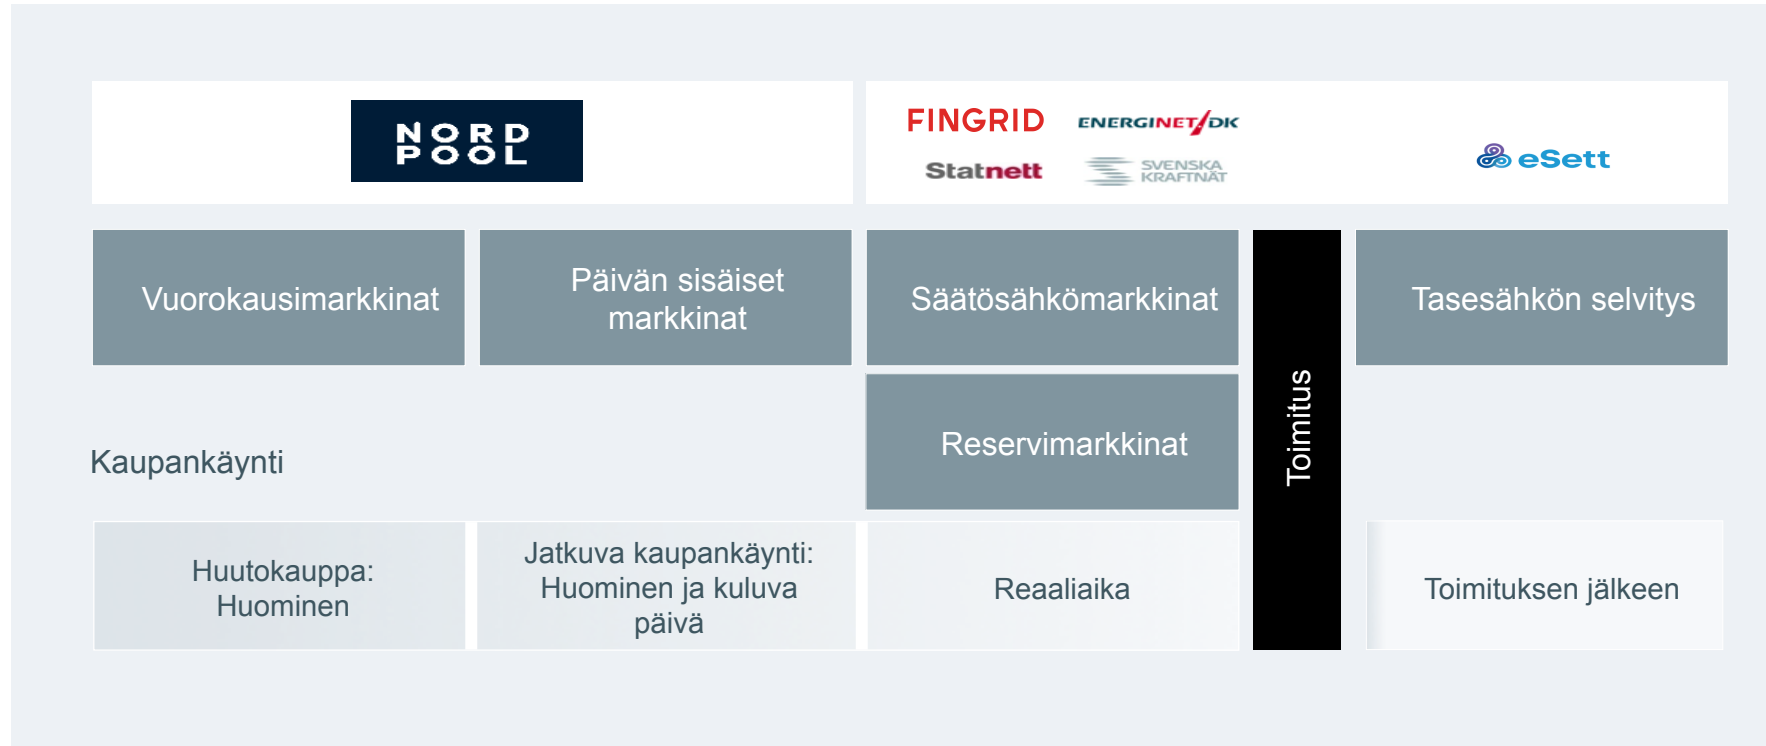 NORD
POOL
FINGRID
ENERGINET/DK
Statnett
SVENSKA
KRAFTNÄT
eSett
Vuorokausimarkkinat
Päivän sisäiset
markkinat
Säätösähkömarkkinat
Tasesähkön selvitys
Reservimarkkinat
Toimitus
Kaupankäynti
Huutokauppa:
Huominen
Jatkuva kaupankäynti:
Huominen ja kuluva
päivä
Reaaliaika
Toimituksen jälkeen